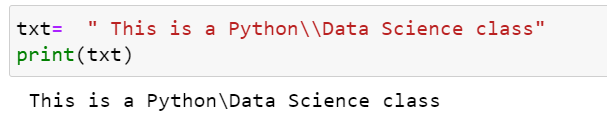 txt=  " This is a Python\\Data Science class"
print(txt)
 This is a Python\Data Science class